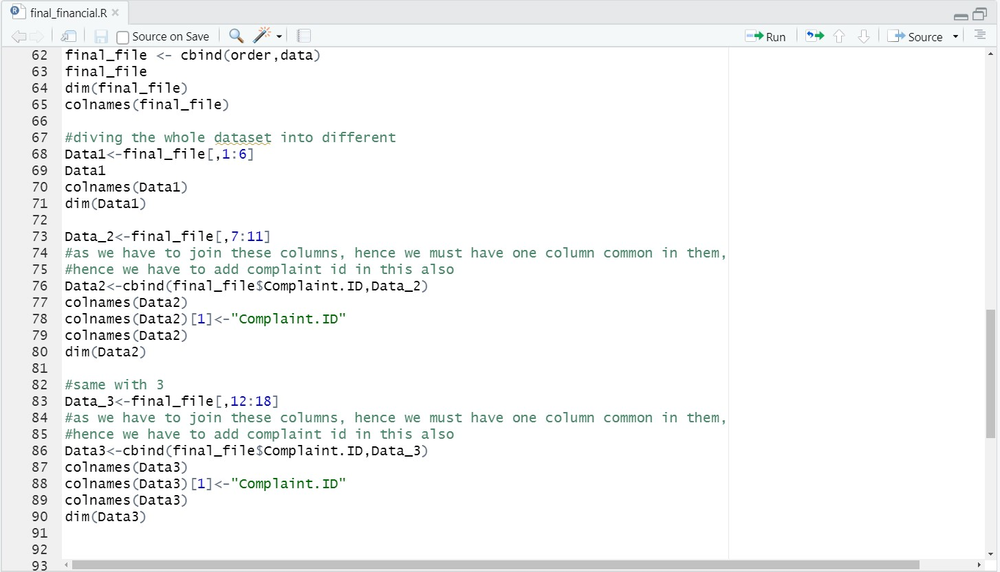 final_financial.R
Source on Save Run Source
62 final_file <- cbind(order,data)
63 final_file
64 dim(final_file)
65 colnames(final_file)
66
67 #diving the whole dataset into different
68 Data1<-final_file[,1:6]
69 Data1
70 colnames(Data1)
71 dim(Data1)
72
73 Data_2<-final_file[,7:11]
74 #as we have to join these columns, hence we must have one column common in them,
75 #hence we have to add complaint id in this also
76 Data2<-cbind(final_file$Complaint.ID,Data_2)
77 colnames(Data2)
78 colnames(Data2)[1]<-"Complaint.ID"
79 colnames(Data2)
80 dim(Data2)
81
82 #same with 3
83 Data_3<-final_file[,12:18]
84 #as we have to join these columns, hence we must have one column common in them,
85 #hence we have to add complaint id in this also
86 Data3<-cbind(final_file$Complaint.ID,Data_3)
87 colnames(Data3)
88 colnames(Data3)[1]<-"Complaint.ID"
89 colnames(Data3)
90 dim(Data3)
91
92
93